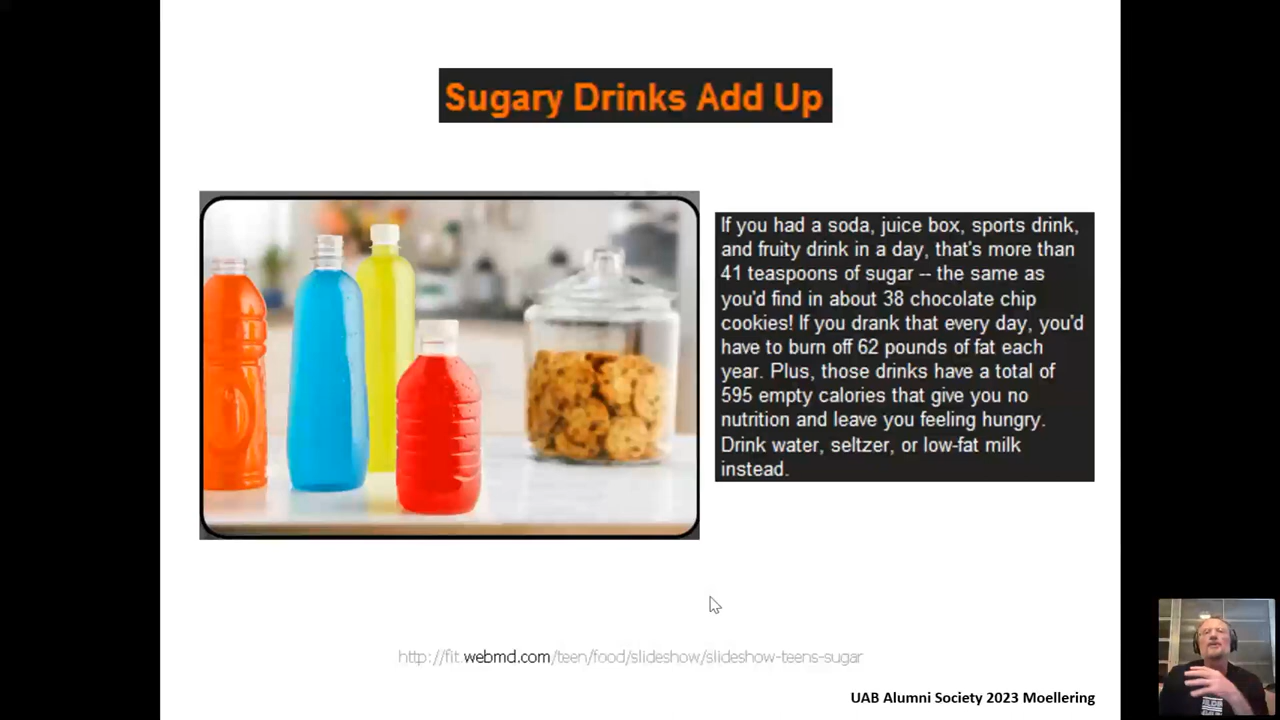 Sugary Drinks Add Up
If you had a soda, juice box, sports drink,
and fruity drink in a day, that's more than
41 teaspoons of sugar -- the same as
you'd find in about 38 chocolate chip
cookies! If you drank that every day, you'd
have to burn off 62 pounds of fat each
year. Plus, those drinks have a total of
595 empty calories that give you no
nutrition and leave you feeling hungry.
Drink water, seltzer, or low-fat milk
instead.
http://fit.webmd.com/teen/food/slideshow/slideshow-teens-sugar
UAB Alumni Society 2023 Moellering